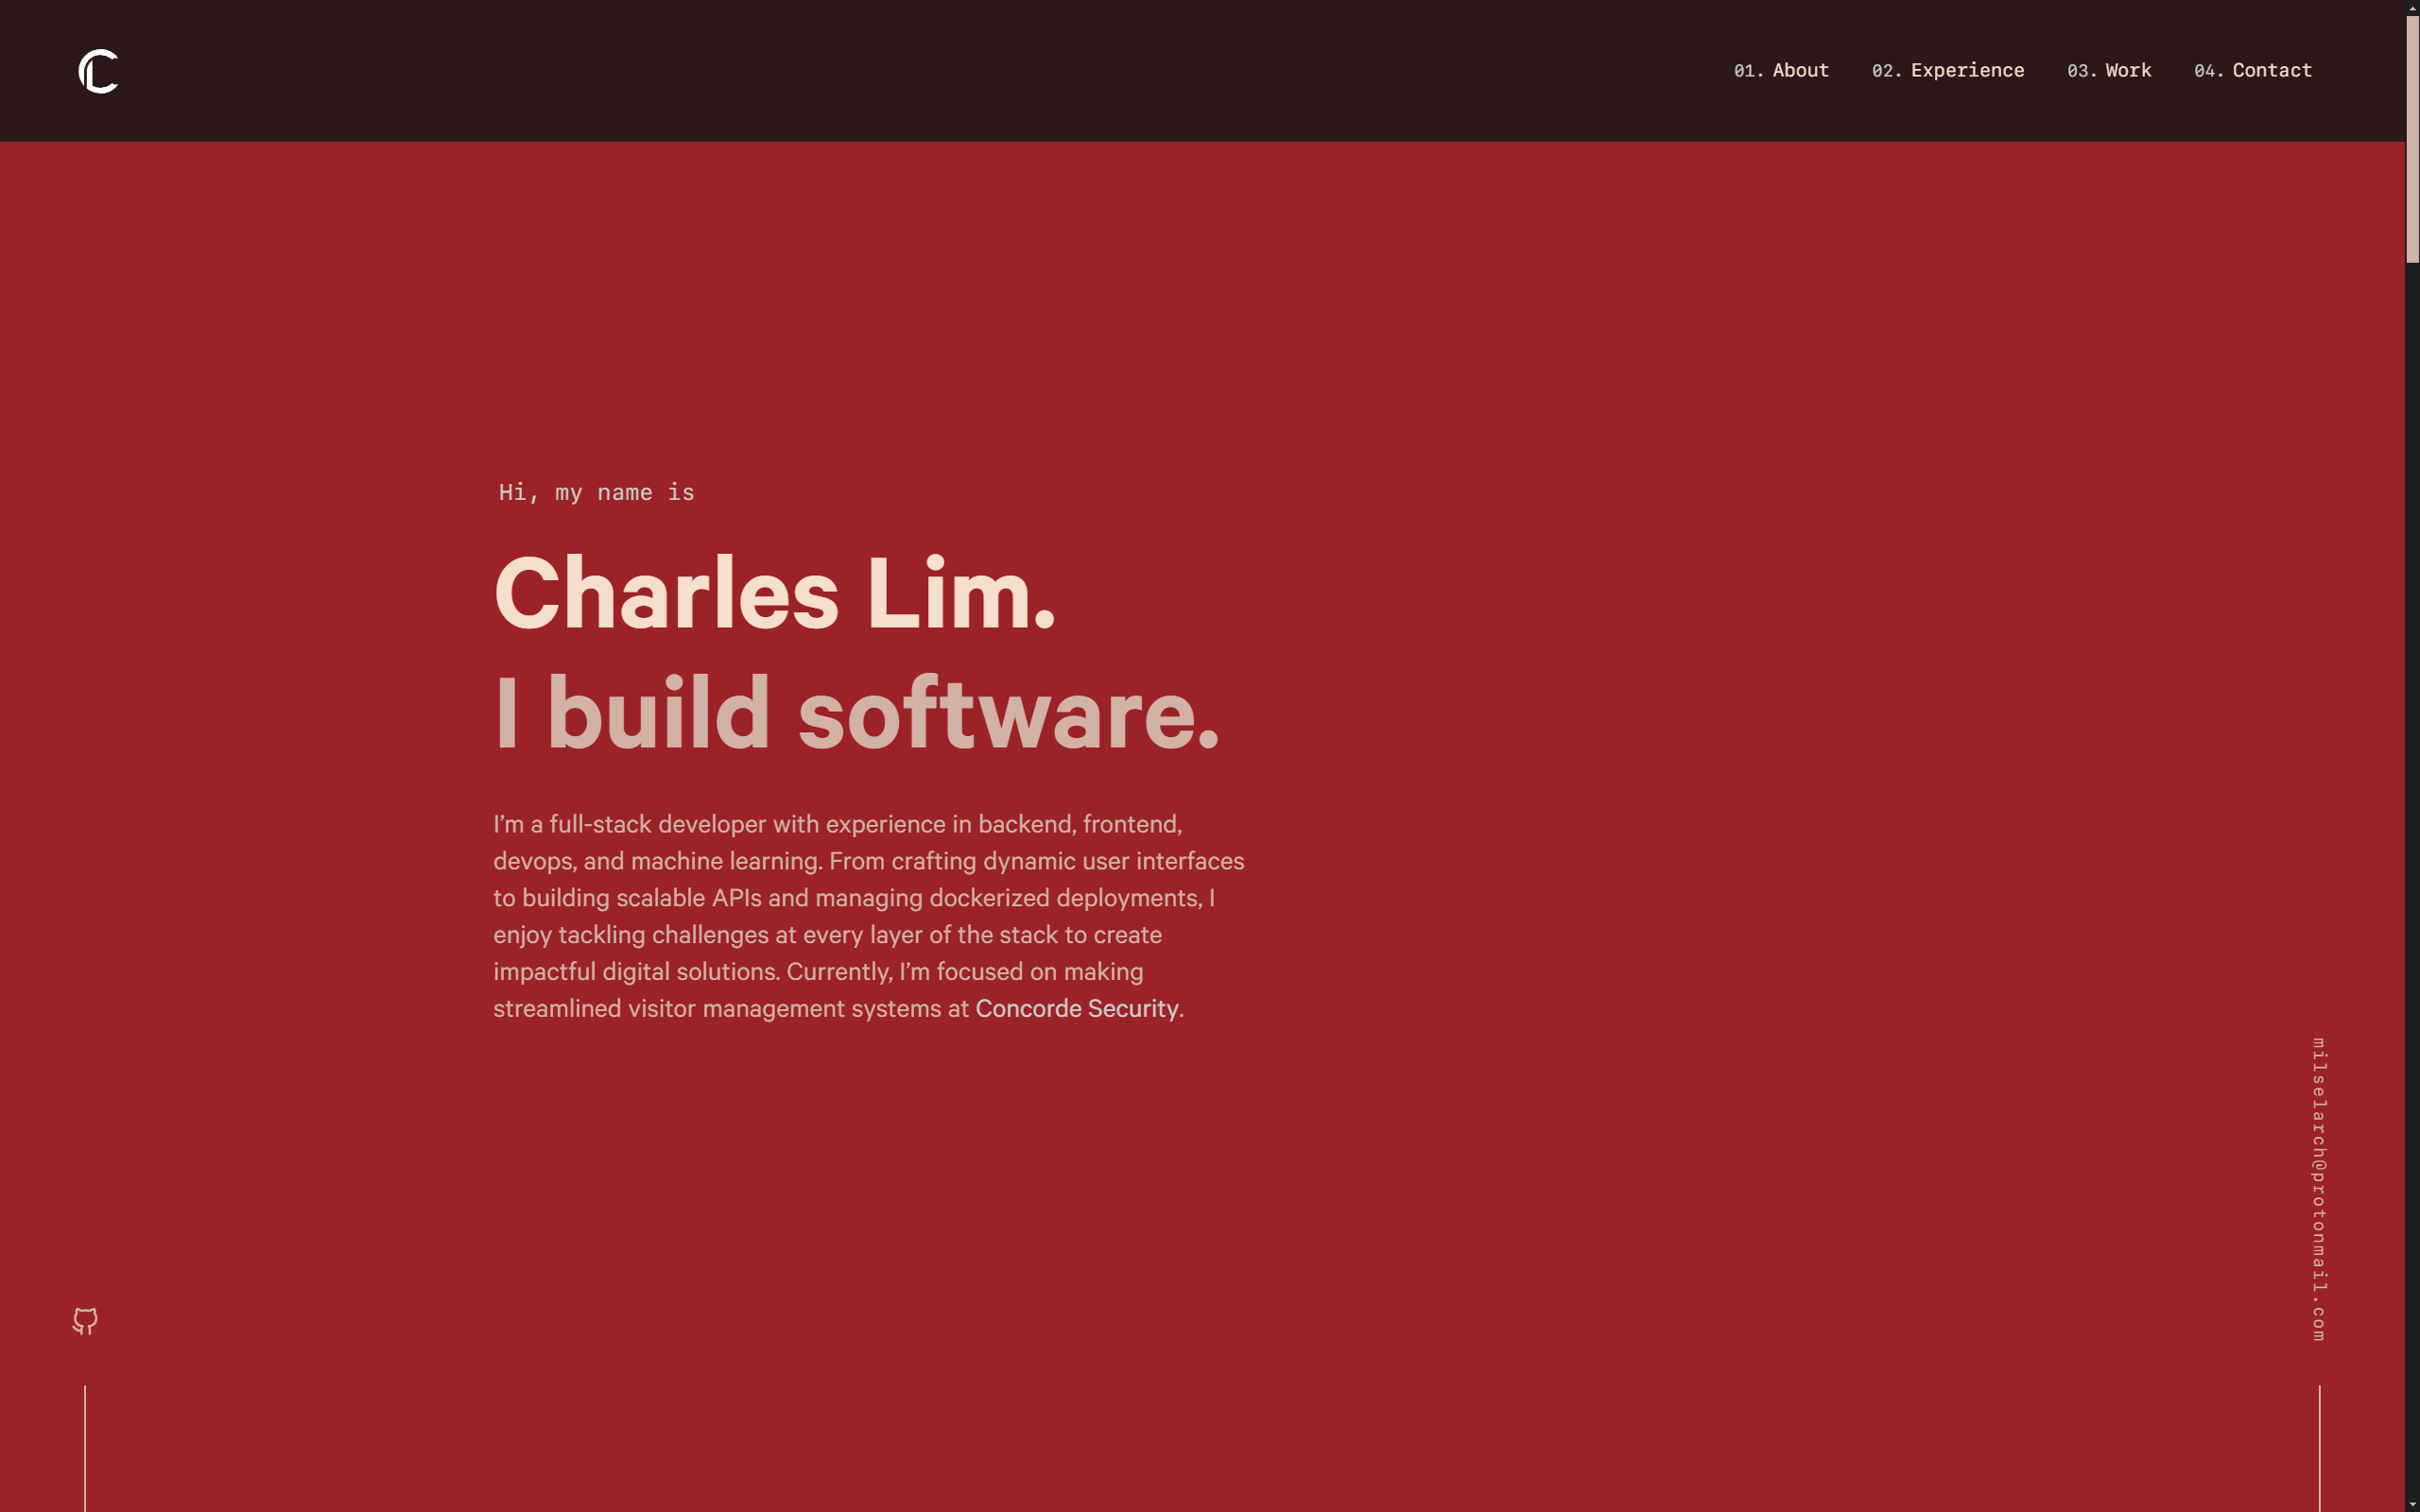 01. About 02. Experience 03. Work 04. Contact
Hi, my name is
Charles Lim.
I build software.
I’m a full-stack developer with experience in backend, frontend,
devops, and machine learning. From crafting dynamic user interfaces
to building scalable APIs and managing dockerized deployments, I
enjoy tackling challenges at every layer of the stack to create
impactful digital solutions. Currently, I’m focused on making
streamlined visitor management systems at Concorde Security.
milselarch@protonmail.com